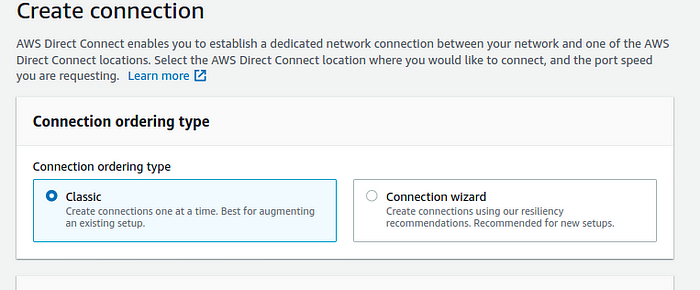 Create connection
AWS Direct Connect enables you to establish a dedicated network connection between your network and one of the AWS
Direct Connect locations. Select the AWS Direct Connect location where you would like to connect, and the port speed
you are requesting. Learn more
Connection ordering type
Connection ordering type
Classic
Create connections one at a time. Best for augmenting
an existing setup.
Connection wizard
Create connections using our resiliency
recommendations. Recommended for new setups.